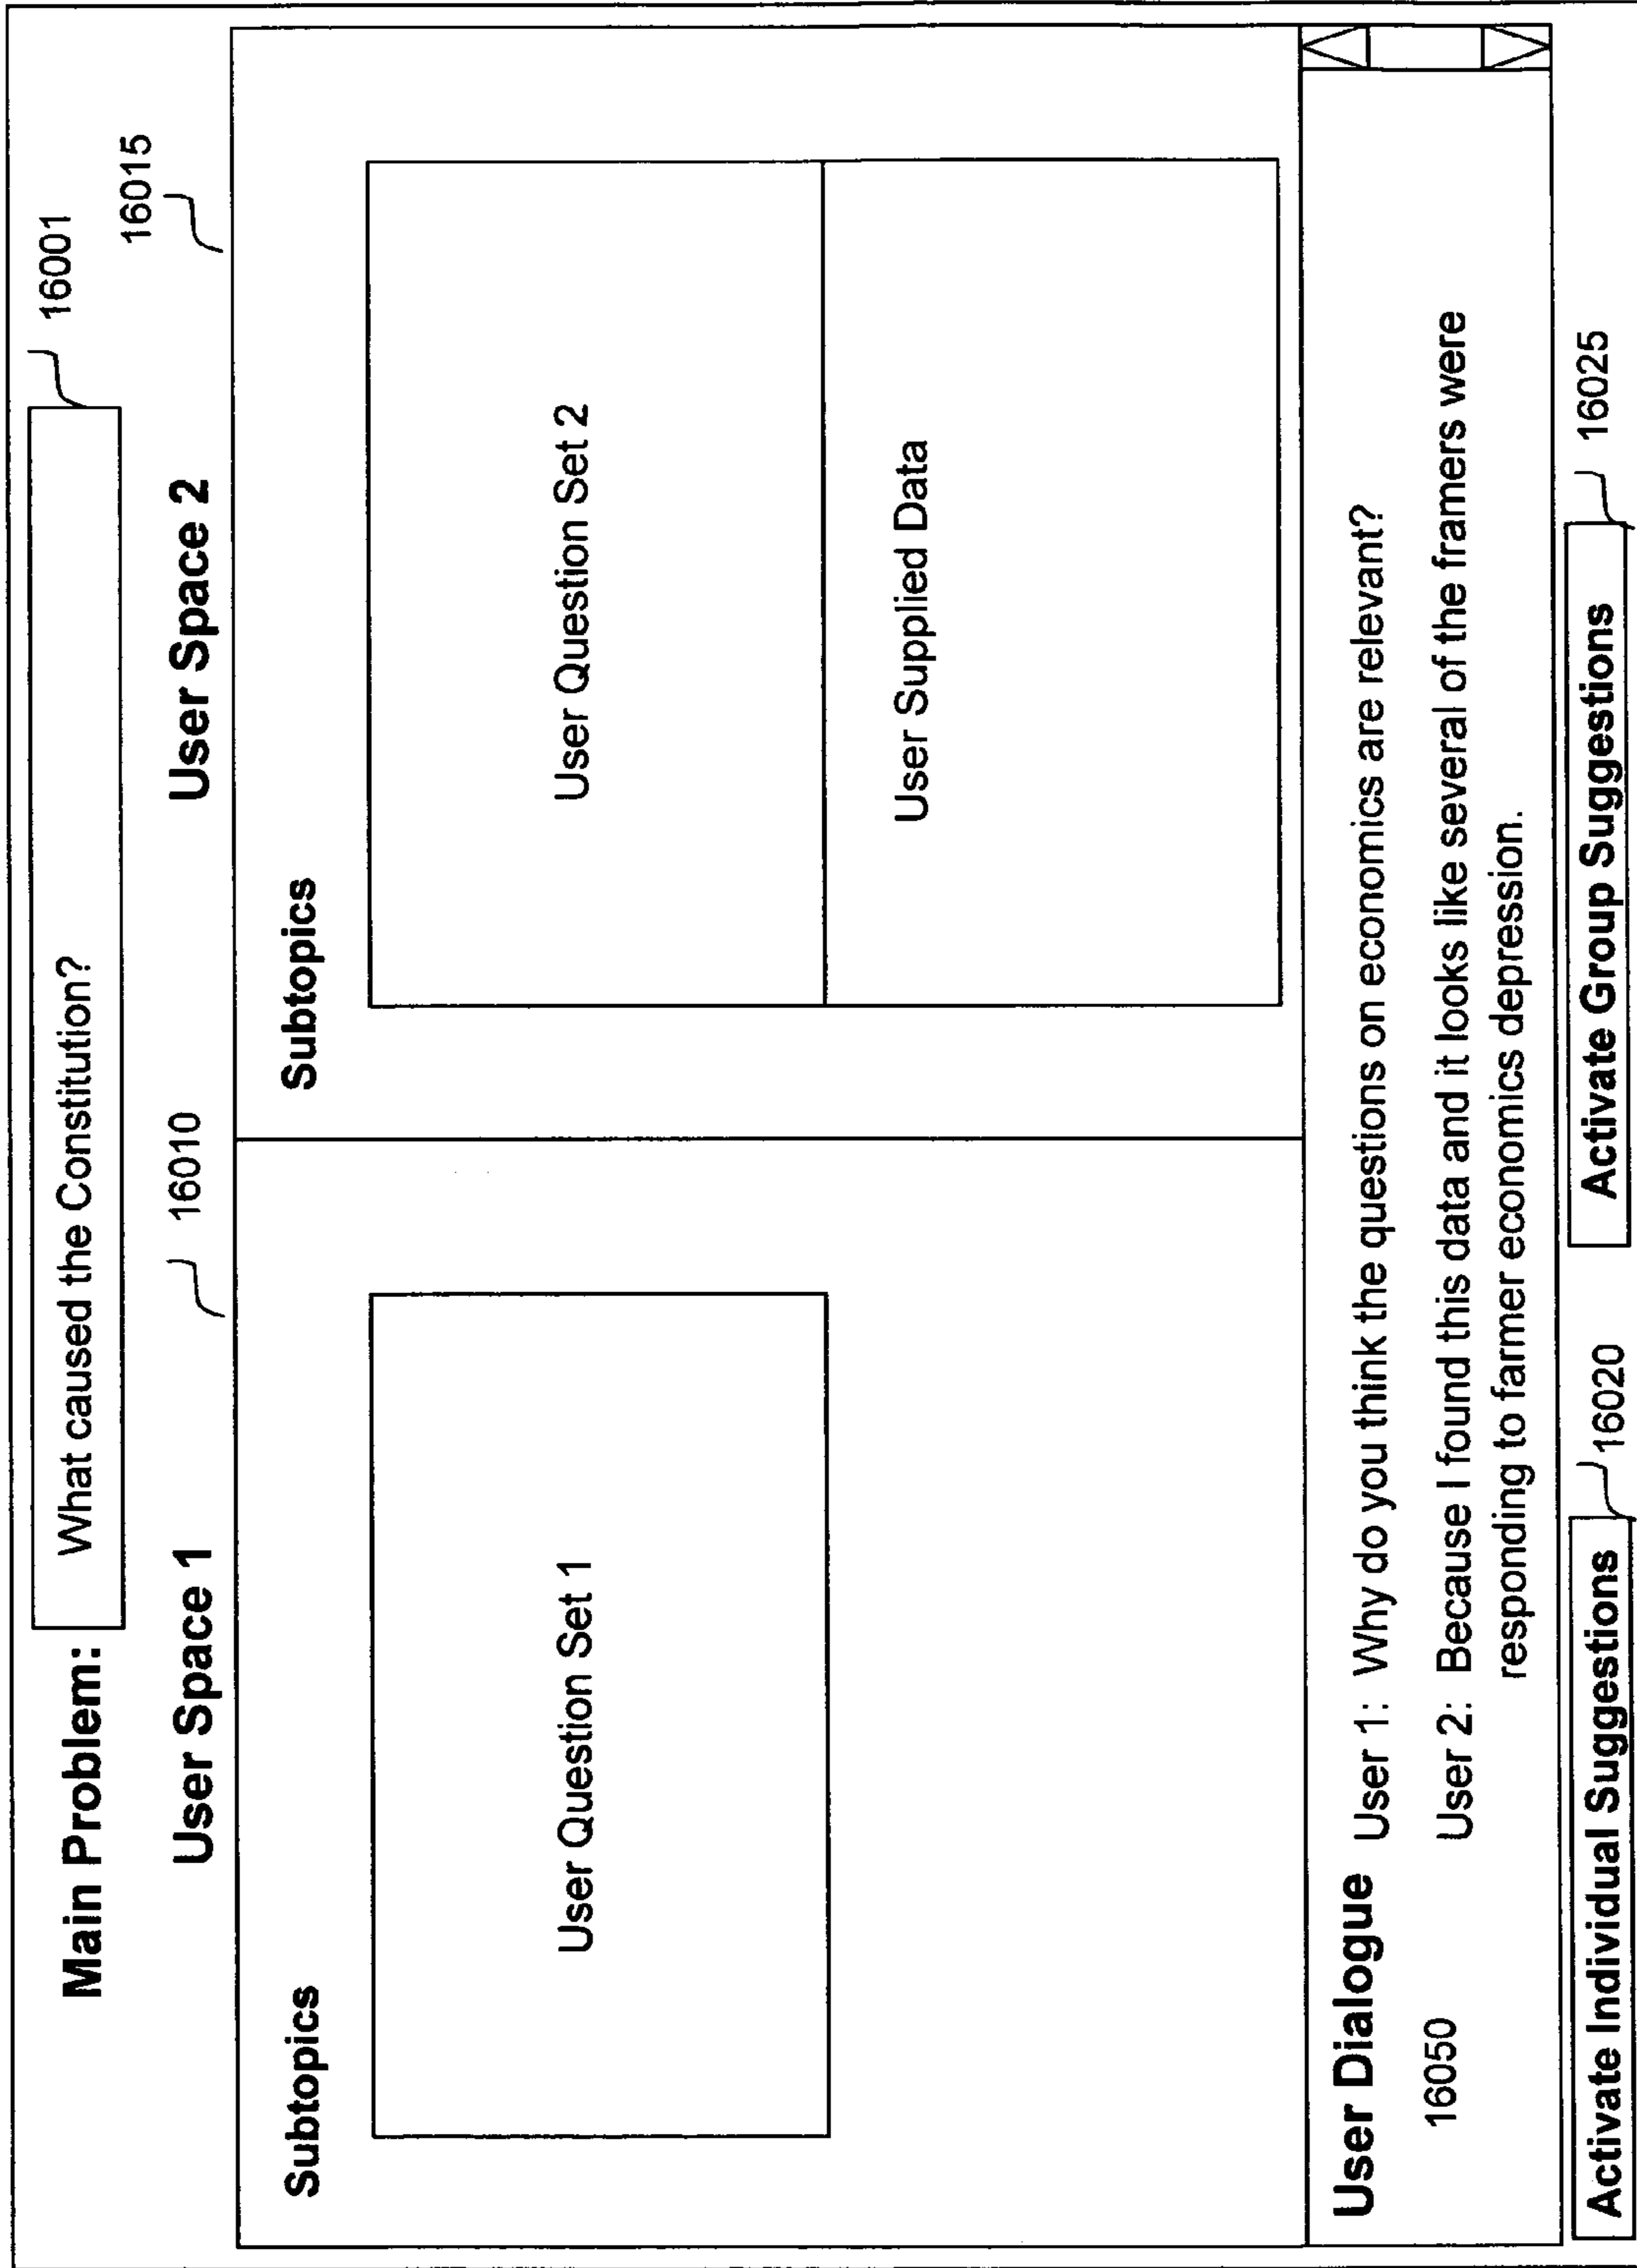 Main Problem:
What caused the Constitution?
16001
User Space 1
16010
User Space 2
16015
Subtopics
User Question Set 1
Subtopics
User Question Set 2
User Supplied Data
User Dialogue
16050
User 1: Why do you think the questions on economics are relevant?
User 2: Because I found this data and it looks like several of the framers were
responding to farmer economics depression.
Activate Individual Suggestions
16020
Activate Group Suggestions
16025